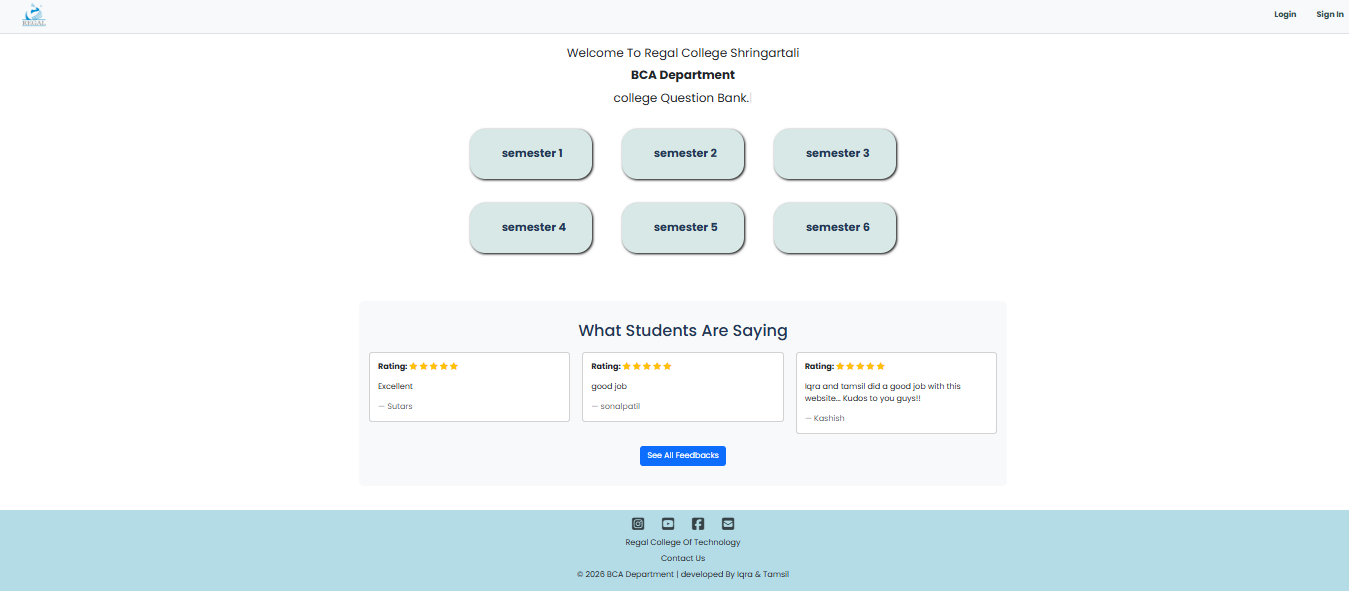 REGAL
Login
Sign In
Welcome To Regal College Shringartali
BCA Department
college Question Bank.
semester 1
semester 2
semester 3
semester 4
semester 5
semester 6
What Students Are Saying
Rating:
Excellent
— Sutars
Rating:
good job
— sonalpatil
Rating:
Iqra and tamsil did a good job with this
website... Kudos to you guys!!
— Kashish
See All Feedbacks
Regal College Of Technology
Contact Us
© 2026 BCA Department | developed By Iqra & Tamsil